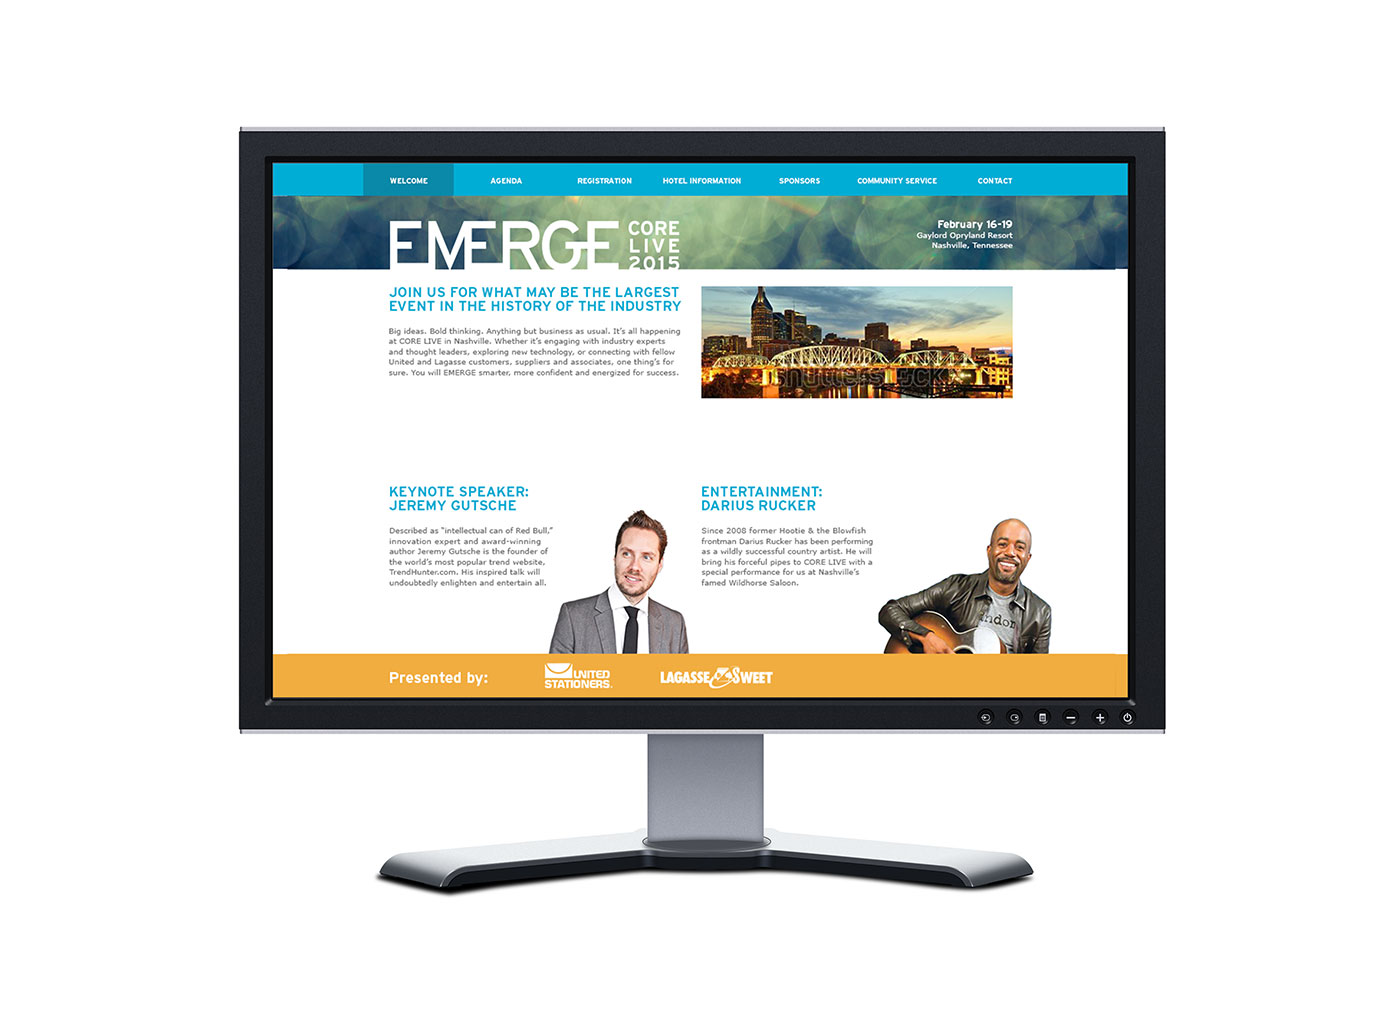 WELCOME AGENDA REGISTRATION HOTEL INFORMATION SPONSORS COMMUNITY SERVICE CONTACT
EMERGE
CORE
LIVE
2015
February 16-19
Gaylord Opryland Resort
Nashville, Tennessee
JOIN US FOR WHAT MAY BE THE LARGEST
EVENT IN THE HISTORY OF THE INDUSTRY
Big ideas. Bold thinking. Anything but business as usual. It's all happening
at CORE LIVE in Nashville. Whether it's engaging with industry experts
and thought leaders, exploring new technology, or connecting with fellow
United and Lagasse customers, suppliers and associates, one thing's for
sure. You will EMERGE smarter, more confident and energized for success.
shutterstock
KEYNOTE SPEAKER:
JEREMY GUTSCHE
Described as "intellectual can of Red Bull,"
innovation expert and award-winning
author Jeremy Gutsche is the founder of
the world's most popular trend website,
TrendHunter.com. His inspired talk will
undoubtedly enlighten and entertain all.
ENTERTAINMENT:
DARIUS RUCKER
Since 2008 former Hootie & the Blowfish
frontman Darius Rucker has been performing
as a wildly successful country artist. He will
bring his forceful pipes to CORE LIVE with a
special performance for us at Nashville's
famed Wildhorse Saloon.
Presented by:
UNITED
STATIONERS.
LAGASSE SWEET